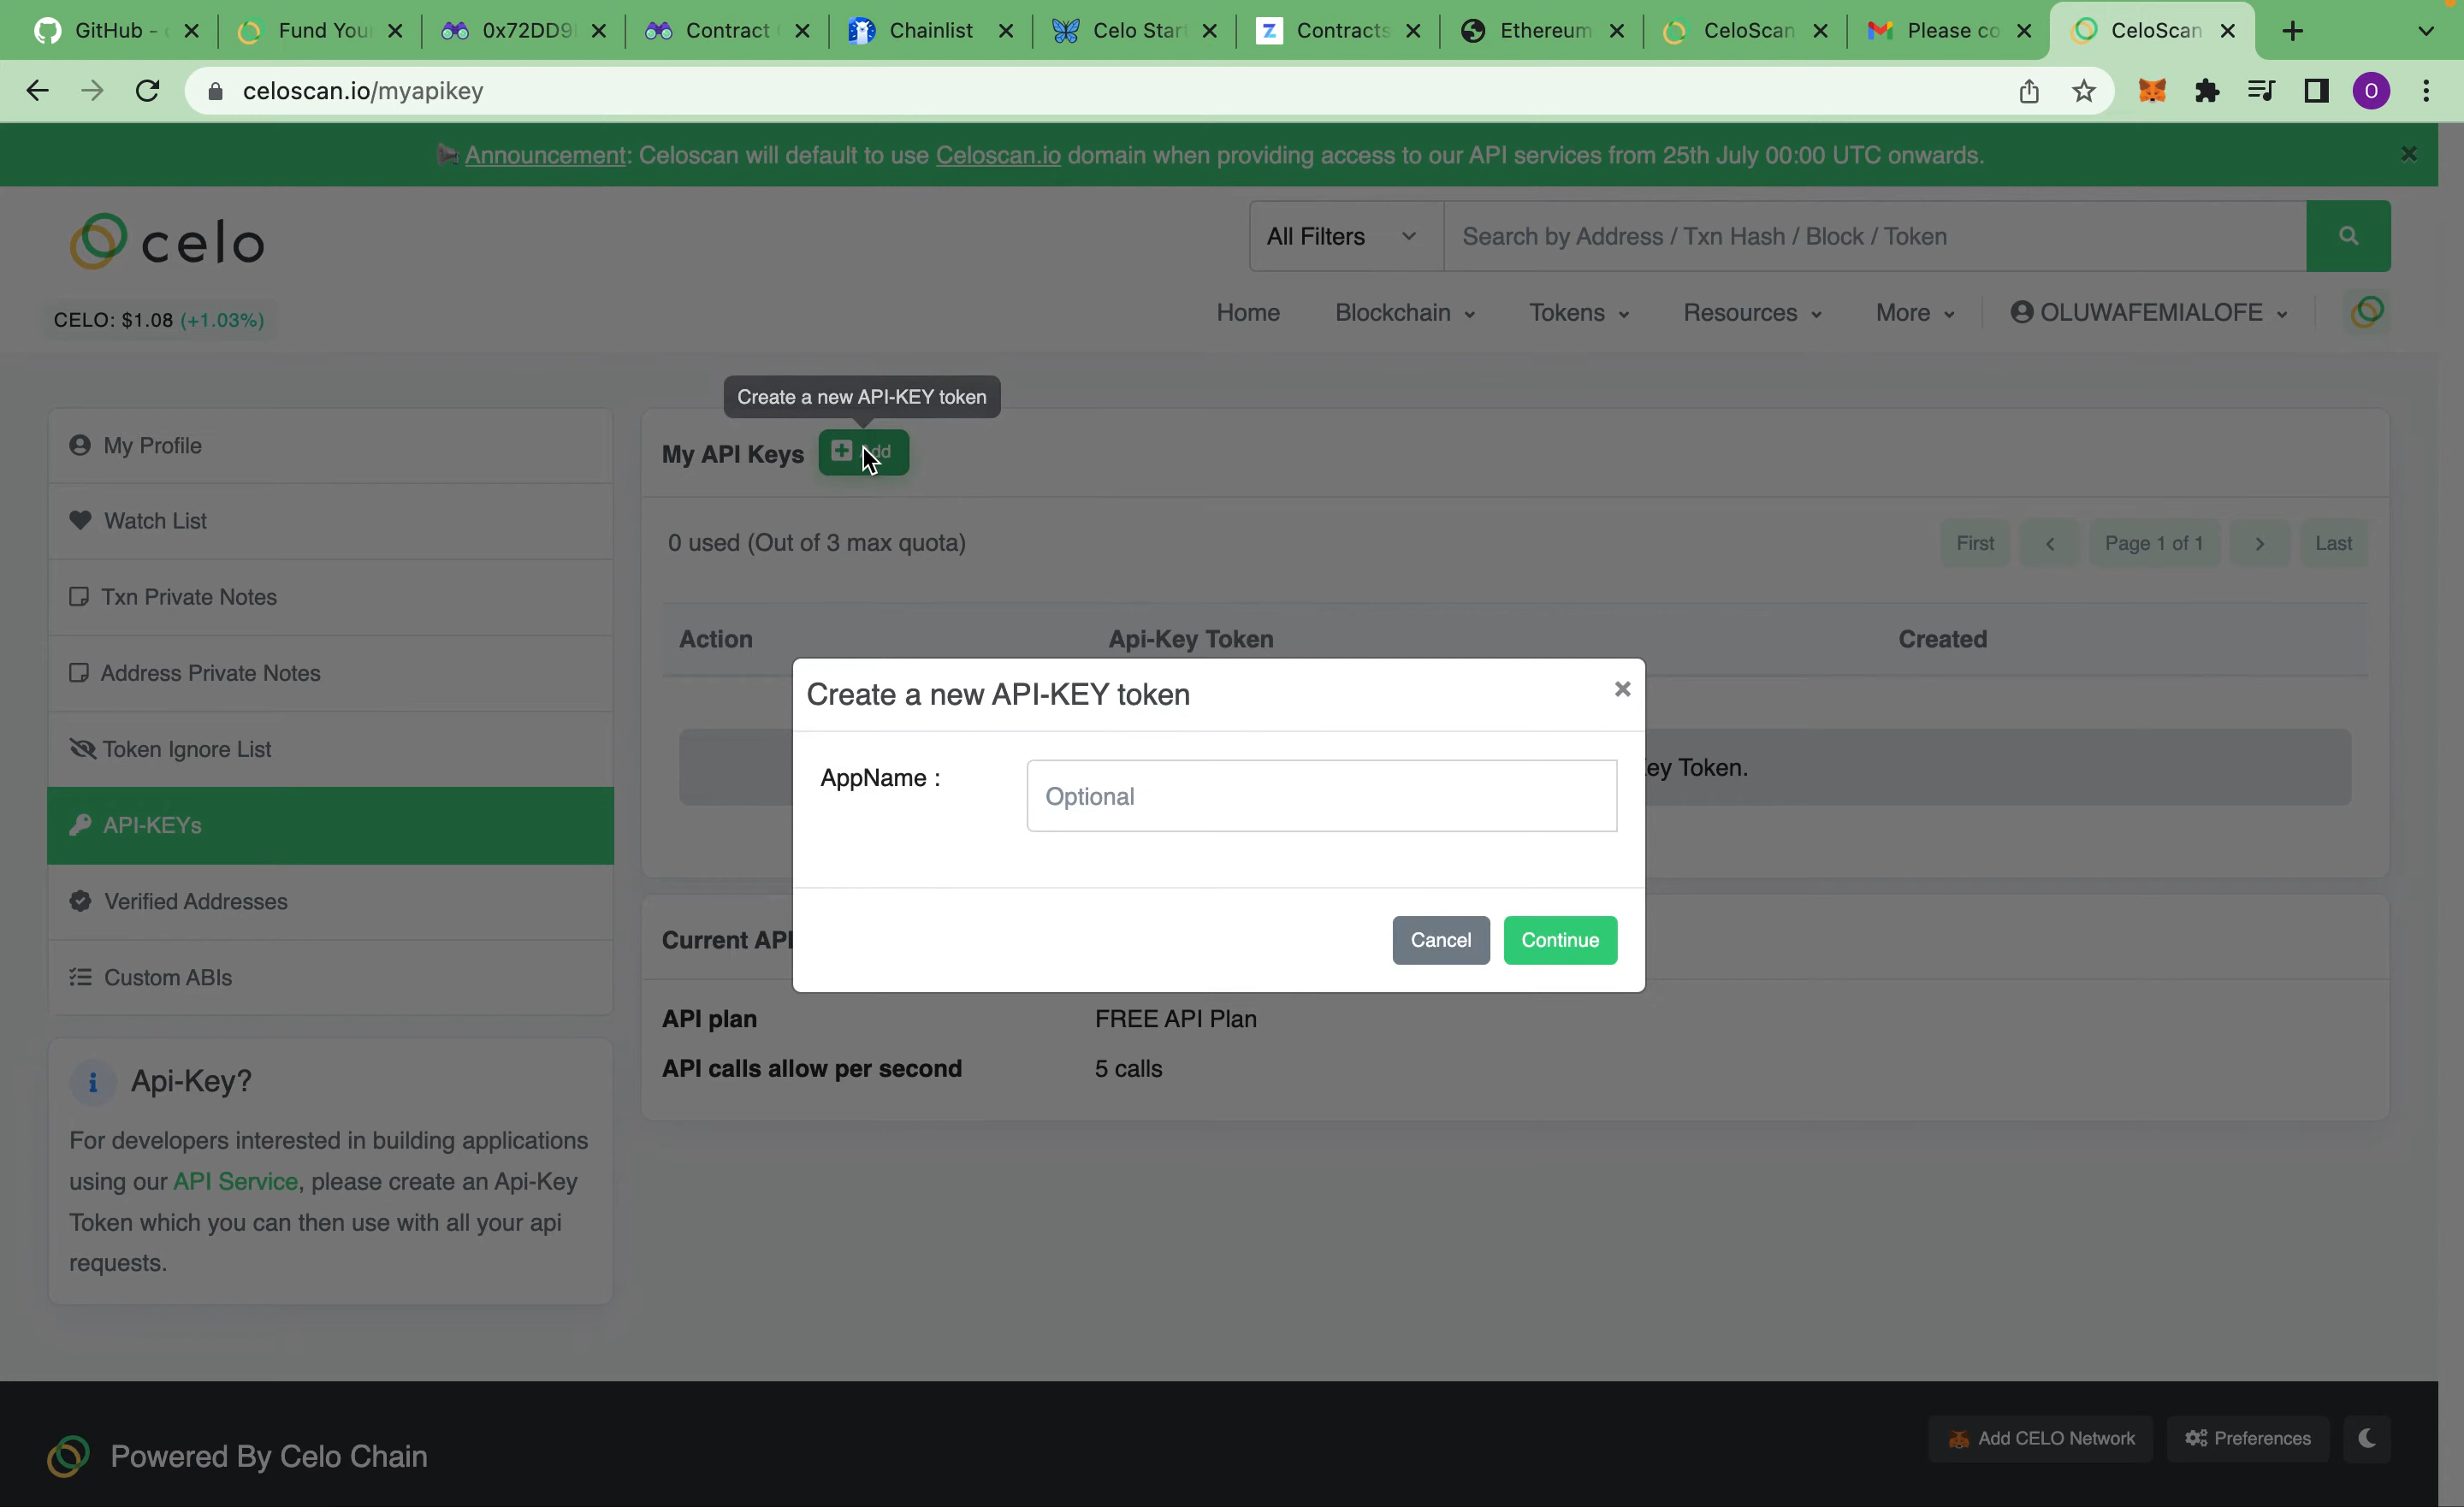 GitHub -
Fund You
0x72DD9
Contract
Chainlist
Celo Star
Contracts
Ethereum
CeloScan
Please co
CeloScan
celoscan.io/myapikey
O
Announcement: Celoscan will default to use Celoscan.io domain when providing access to our API services from 25th July 00:00 UTC onwards.
celo
All Filters
Search by Address / Txn Hash / Block / Token
CELO: $1.08 (+1.03%)
Home
Blockchain
Tokens
Resources
More
OLUWAFEMIALOFE
Create a new API-KEY token
My Profile
Watch List
Txn Private Notes
Address Private Notes
Token Ignore List
API-KEYs
Verified Addresses
Custom ABIs
Api-Key?
For developers interested in building applications
using our API Service, please create an Api-Key
Token which you can then use with all your api
requests.
My API Keys
Add
0 used (Out of 3 max quota)
First
Page 1 of 1
Last
Action
Api-Key Token
Created
ey Token.
Create a new API-KEY token
AppName :
Optional
Cancel
Continue
Current API
API plan
FREE API Plan
API calls allow per second
5 calls
Powered By Celo Chain
Add CELO Network
Preferences